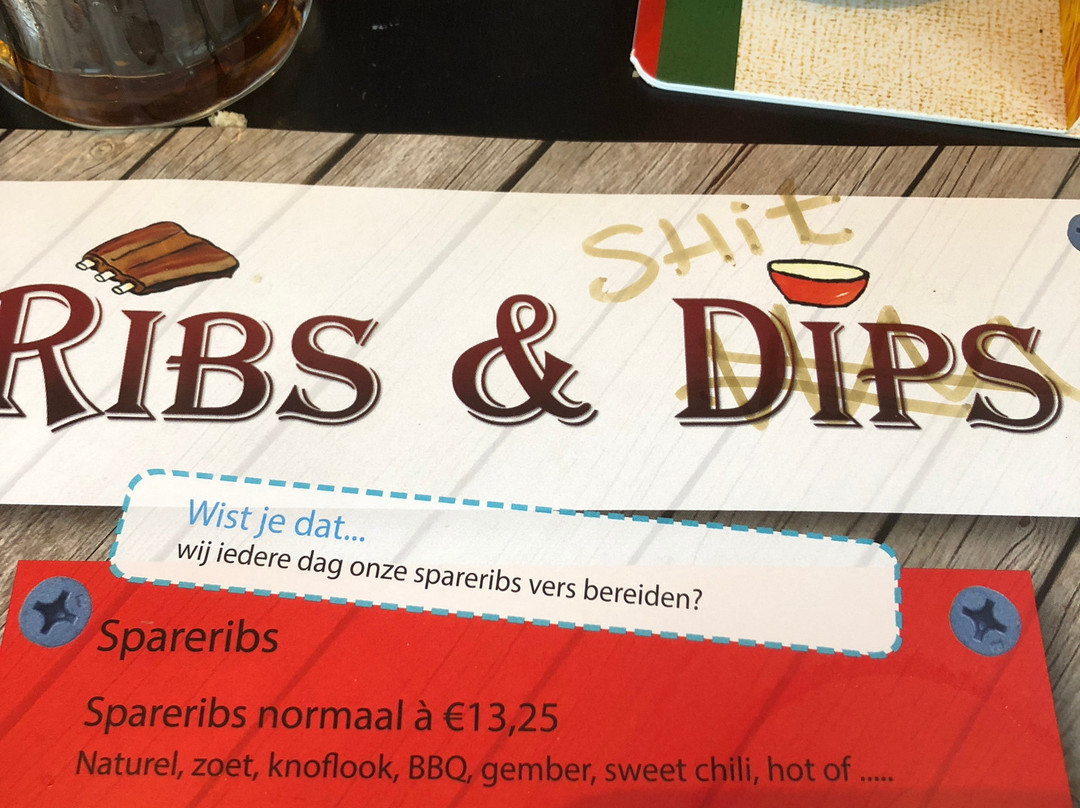 SHit
RIBS & DIPS
Wist je dat...
wij iedere dag onze spareribs vers bereiden?
Spareribs
Spareribs normaal à €13,25
Naturel, zoet, knoflook, BBQ, gember, sweet chili, hot of .....